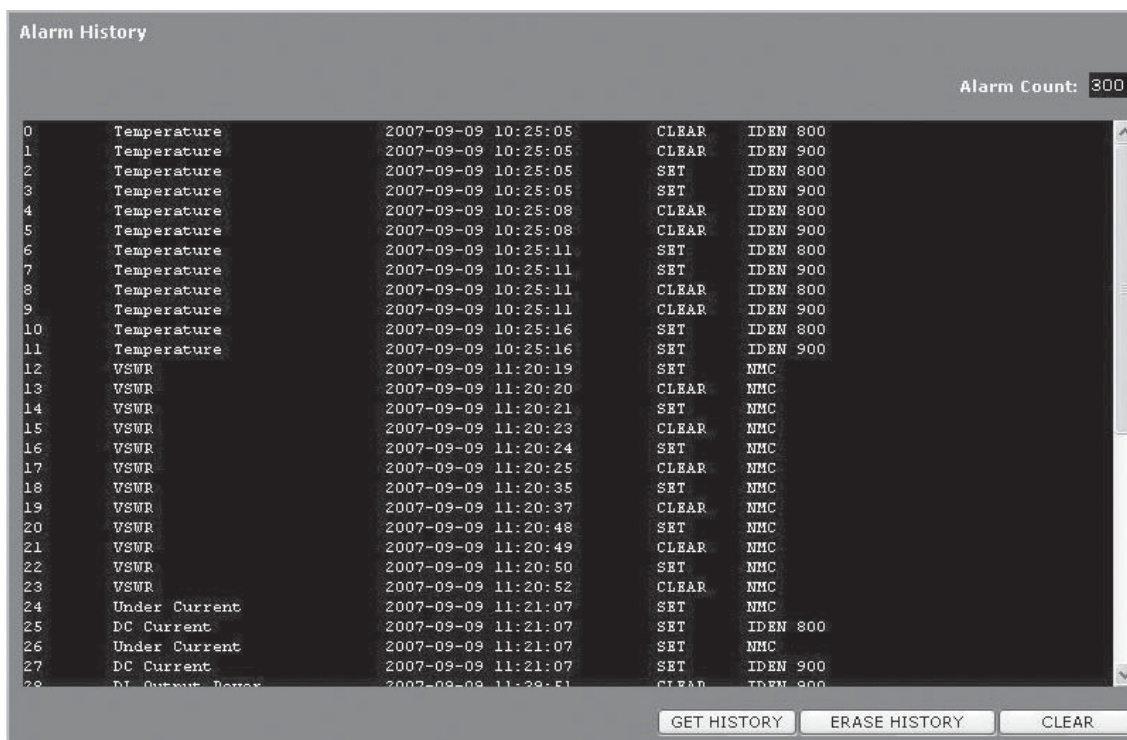 Alarm History
Alarm Count: 300
0 Temperature 2007-09-09 10:25:05 CLEAR IDEN 800
1 Temperature 2007-09-09 10:25:05 CLEAR IDEN 900
2 Temperature 2007-09-09 10:25:05 SET IDEN 800
3 Temperature 2007-09-09 10:25:05 SET IDEN 900
4 Temperature 2007-09-09 10:25:08 CLEAR IDEN 800
5 Temperature 2007-09-09 10:25:08 CLEAR IDEN 900
6 Temperature 2007-09-09 10:25:11 SET IDEN 800
7 Temperature 2007-09-09 10:25:11 SET IDEN 900
8 Temperature 2007-09-09 10:25:11 CLEAR IDEN 800
9 Temperature 2007-09-09 10:25:11 CLEAR IDEN 900
10 Temperature 2007-09-09 10:25:16 SET IDEN 800
11 Temperature 2007-09-09 10:25:16 SET IDEN 900
12 VSWR 2007-09-09 11:20:19 SET NMC
13 VSWR 2007-09-09 11:20:20 CLEAR NMC
14 VSWR 2007-09-09 11:20:21 SET NMC
15 VSWR 2007-09-09 11:20:23 CLEAR NMC
16 VSWR 2007-09-09 11:20:24 SET NMC
17 VSWR 2007-09-09 11:20:25 CLEAR NMC
18 VSWR 2007-09-09 11:20:35 SET NMC
19 VSWR 2007-09-09 11:20:37 CLEAR NMC
20 VSWR 2007-09-09 11:20:48 SET NMC
21 VSWR 2007-09-09 11:20:49 CLEAR NMC
22 VSWR 2007-09-09 11:20:50 SET NMC
23 VSWR 2007-09-09 11:20:52 CLEAR NMC
24 Under Current 2007-09-09 11:21:07 SET NMC
25 DC Current 2007-09-09 11:21:07 SET IDEN 800
26 Under Current 2007-09-09 11:21:07 SET NMC
27 DC Current 2007-09-09 11:21:07 SET IDEN 900
28 Output Power 2007-09-09 11:39:51 CLEAR IDEN 900
GET HISTORY ERASE HISTORY CLEAR